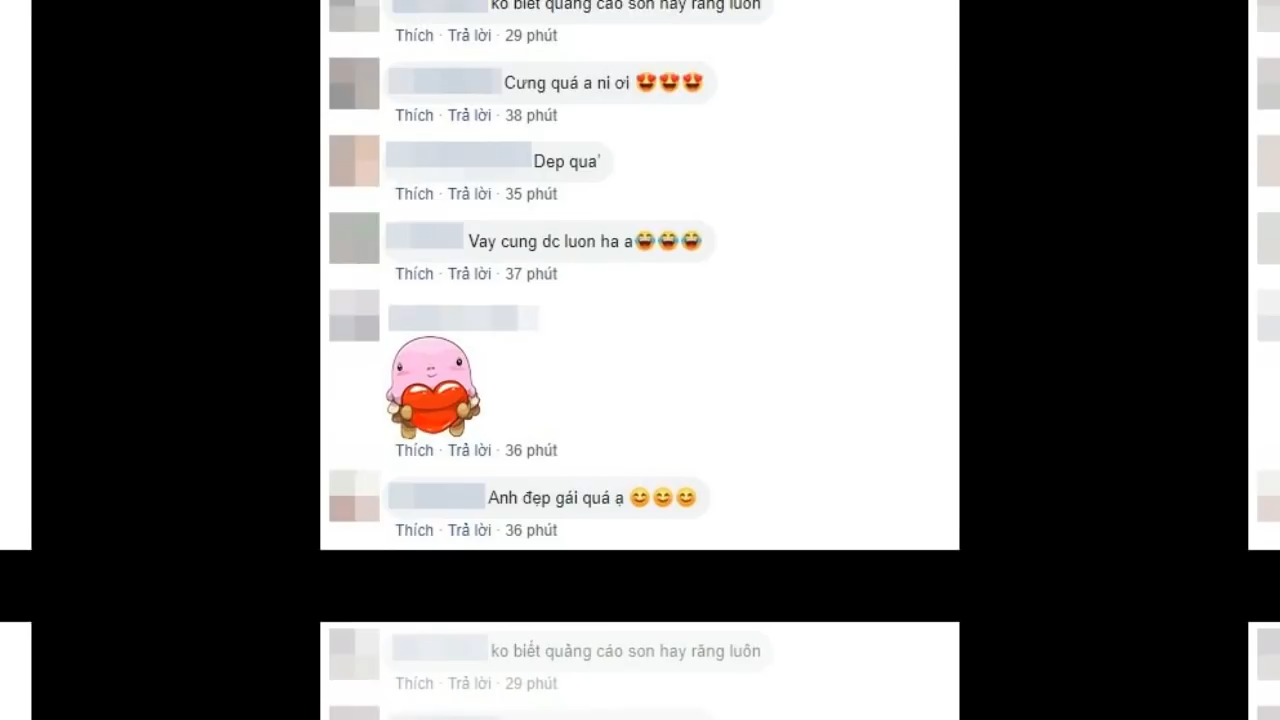 ko biết quảng cáo son hay răng luôn
Thích · Trả lời · 29 phút
Cưng quá a ni ơi 😍😍😍
Thích · Trả lời · 38 phút
Dep qua'
Thích · Trả lời · 35 phút
Vay cung dc luon ha a😂😂😂
Thích · Trả lời · 37 phút
Thích · Trả lời · 36 phút
Anh đẹp gái quá ạ 😊😊😊
Thích · Trả lời · 36 phút
ko biết quảng cáo son hay răng luôn
Thích · Trả lời · 29 phút